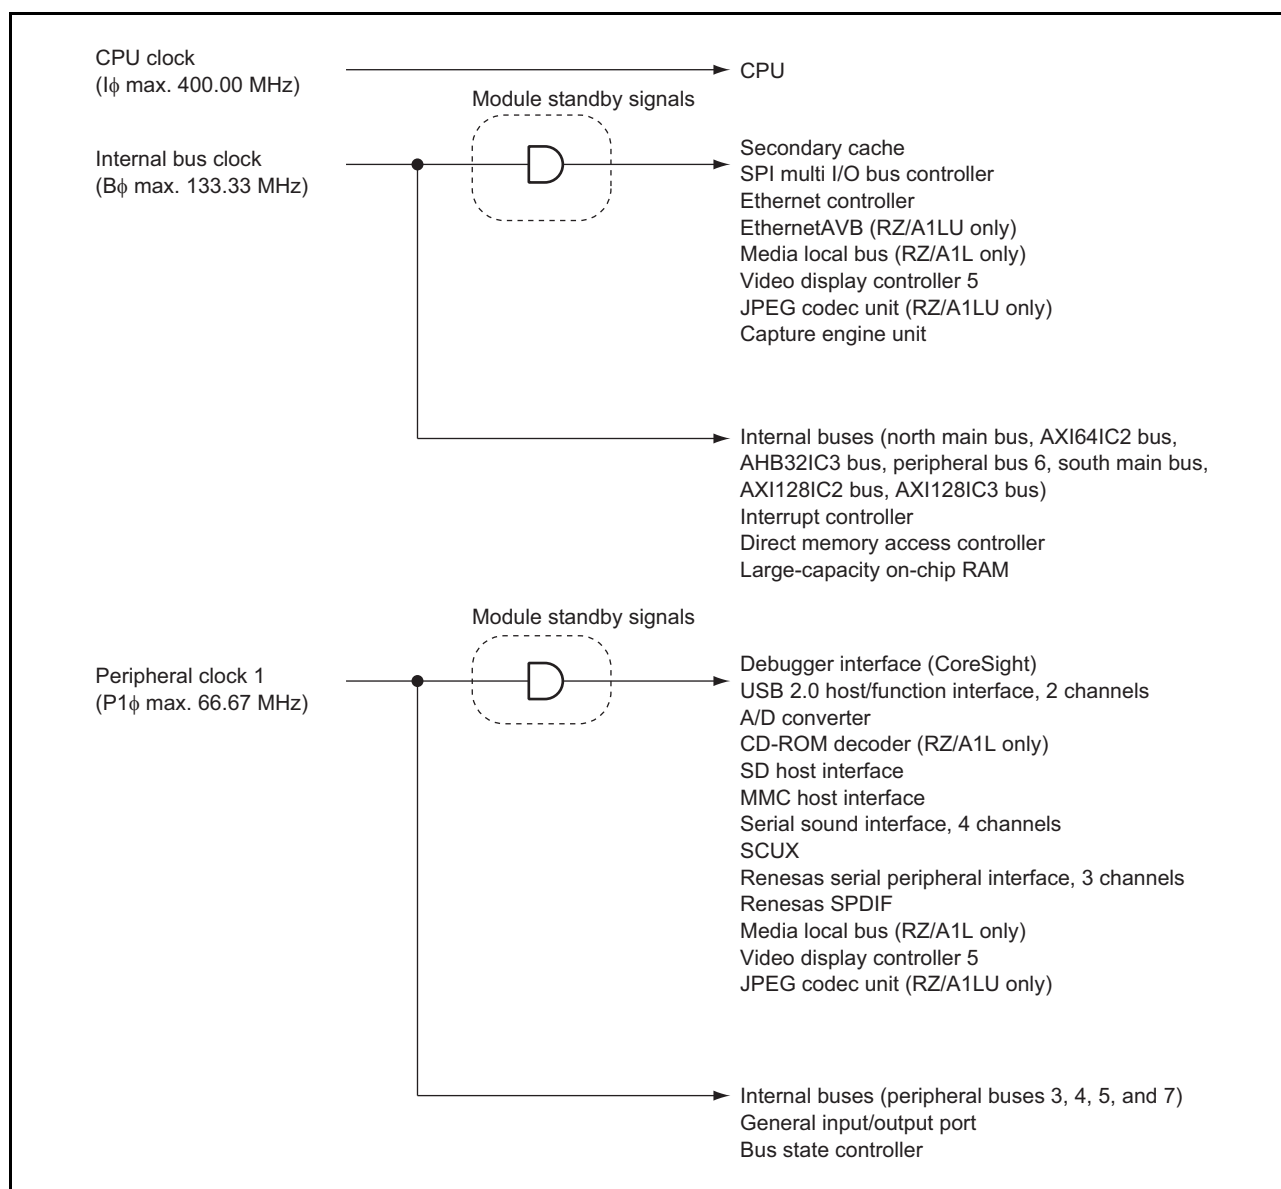 CPU clock
(Iϕ max. 400.00 MHz)
CPU
Module standby signals
Internal bus clock
(Bϕ max. 133.33 MHz)
Secondary cache
SPI multi I/O bus controller
Ethernet controller
EthernetAVB (RZ/A1LU only)
Media local bus (RZ/A1L only)
Video display controller 5
JPEG codec unit (RZ/A1LU only)
Capture engine unit
Internal buses (north main bus, AXI64IC2 bus,
AHB32IC3 bus, peripheral bus 6, south main bus,
AXI128IC2 bus, AXI128IC3 bus)
Interrupt controller
Direct memory access controller
Large-capacity on-chip RAM
Module standby signals
Peripheral clock 1
(P1ϕ max. 66.67 MHz)
Debugger interface (CoreSight)
USB 2.0 host/function interface, 2 channels
A/D converter
CD-ROM decoder (RZ/A1L only)
SD host interface
MMC host interface
Serial sound interface, 4 channels
SCUX
Renesas serial peripheral interface, 3 channels
Renesas SPDIF
Media local bus (RZ/A1L only)
Video display controller 5
JPEG codec unit (RZ/A1LU only)
Internal buses (peripheral buses 3, 4, 5, and 7)
General input/output port
Bus state controller